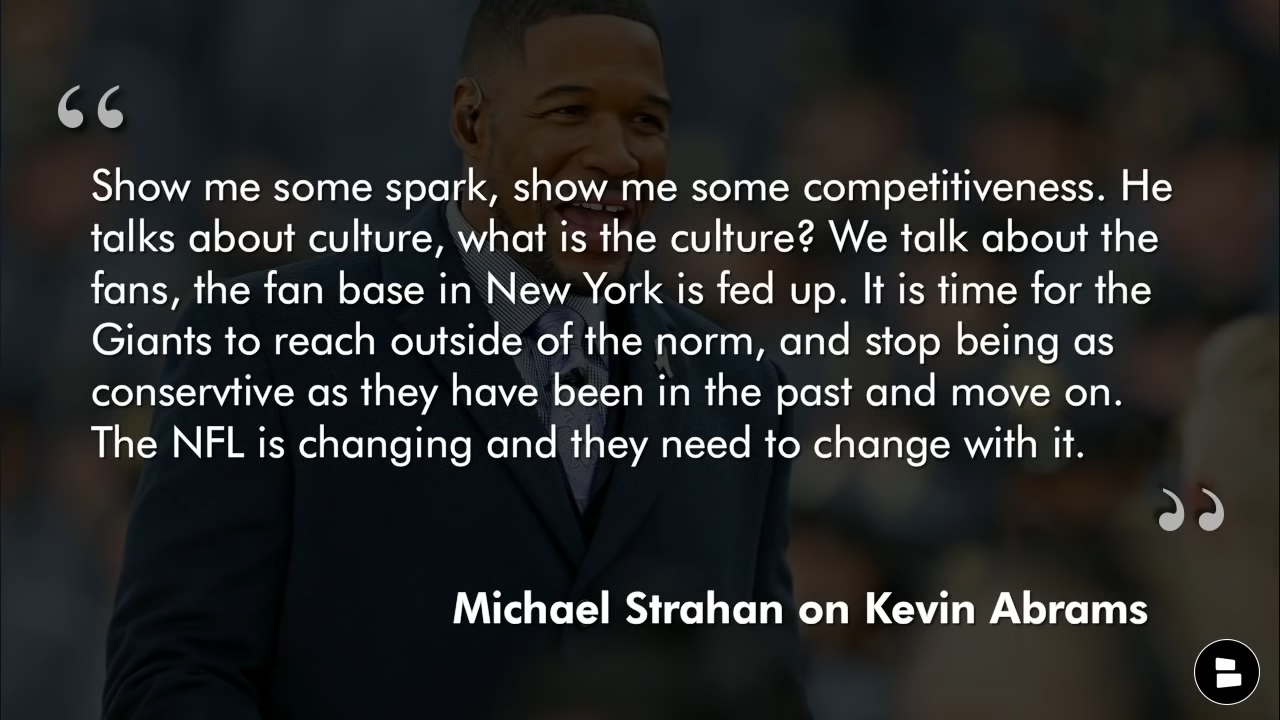 “
Show me some spark, show me some competitiveness. He
talks about culture, what is the culture? We talk about the
fans, the fan base in New York is fed up. It is time for the
Giants to reach outside of the norm, and stop being as
conservtive as they have been in the past and move on.
The NFL is changing and they need to change with it.
”
Michael Strahan on Kevin Abrams